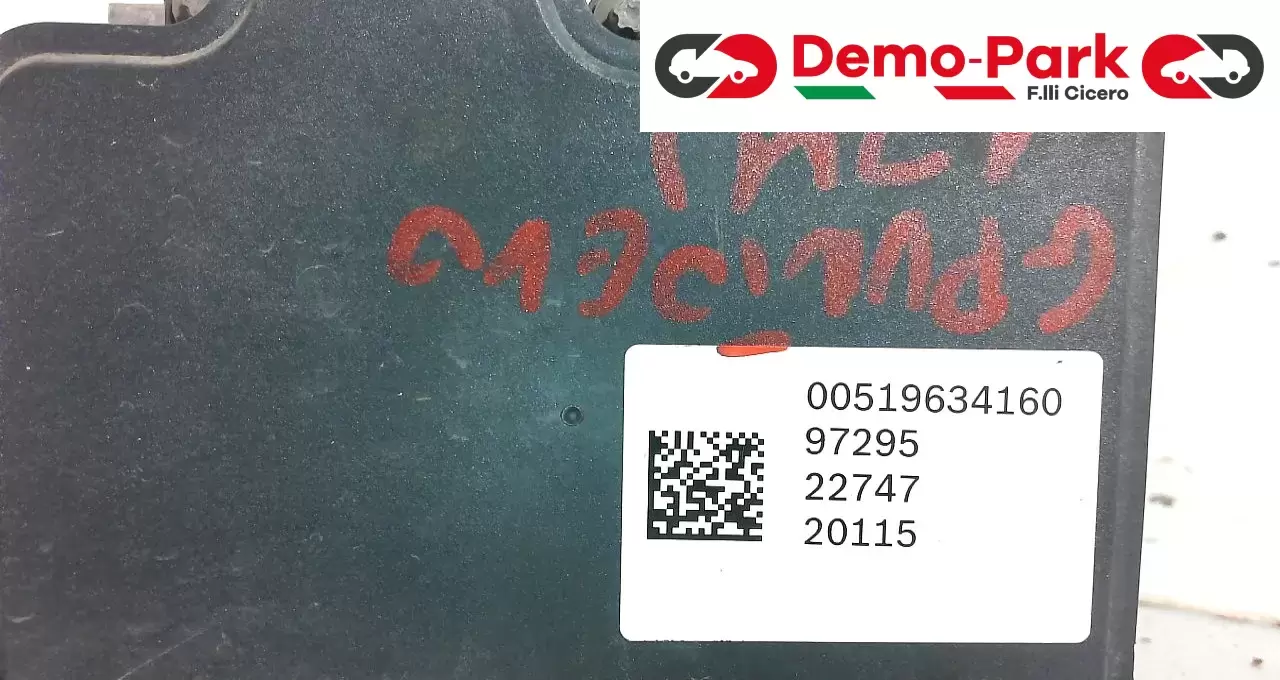 Demo-Park
F.lli Cicero
00519634160
97295
22747
20115